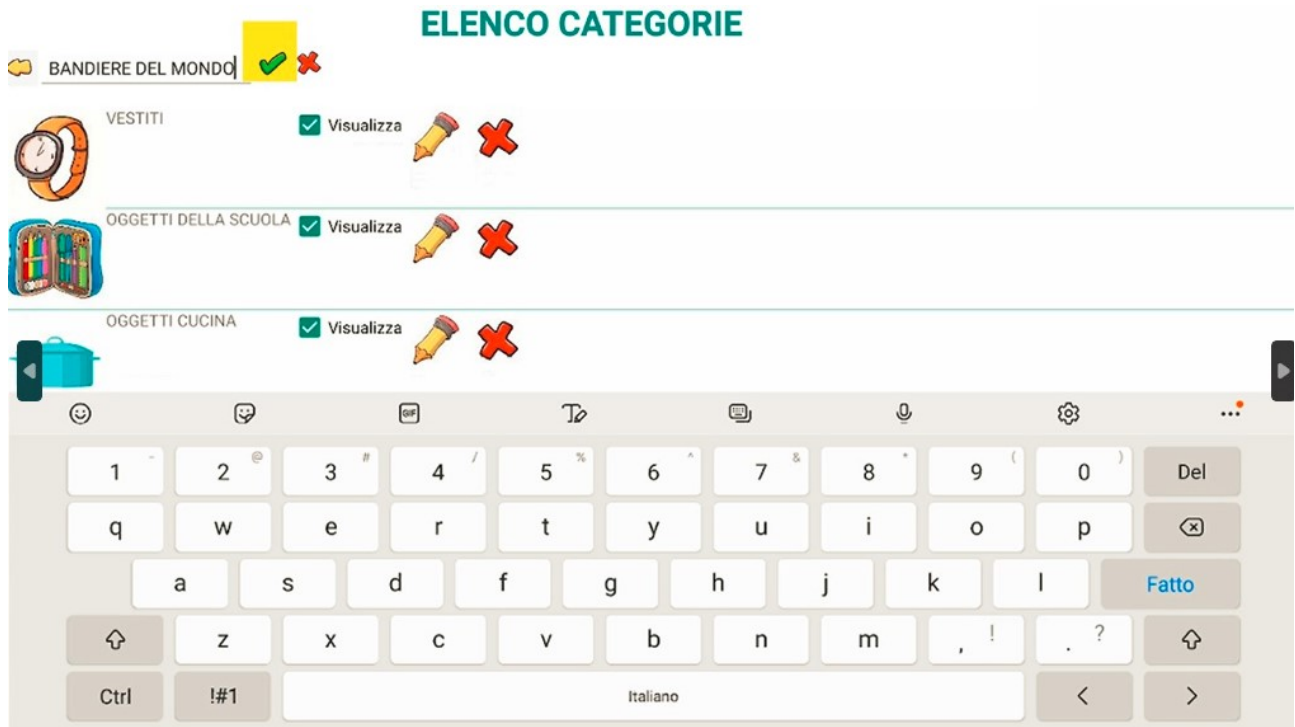 ELENCO CATEGORIE
BANDIERE DEL MONDO
VESTITI
Visualizza
OGGETTI DELLA SCUOLA
Visualizza
OGGETTI CUCINA
Visualizza
GIF
1 - 2 @ 3 # 4 / 5 % 6 ^ 7 & 8 * 9 ( 0 ) Del
q w e r t y u i o p
a s d f g h j k l Fatto
z x c v b n m , ! . ?
Ctrl !#1 Italiano < >